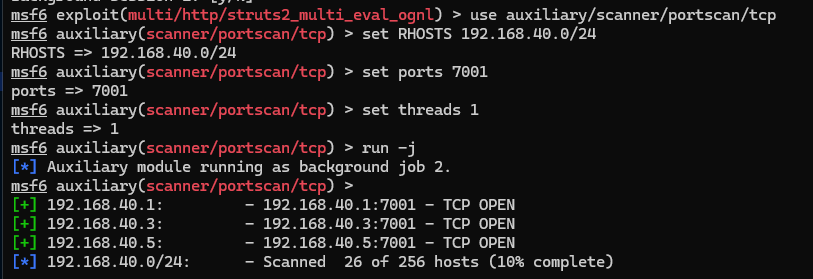 msf6 exploit(multi/http/struts2_multi_eval_ognl) > use auxiliary/scanner/portscan/tcp
msf6 auxiliary(scanner/portscan/tcp) > set RHOSTS 192.168.40.0/24
RHOSTS => 192.168.40.0/24
msf6 auxiliary(scanner/portscan/tcp) > set ports 7001
ports => 7001
msf6 auxiliary(scanner/portscan/tcp) > set threads 1
threads => 1
msf6 auxiliary(scanner/portscan/tcp) > run -j
[*] Auxiliary module running as background job 2.
msf6 auxiliary(scanner/portscan/tcp) >
[+] 192.168.40.1:         - 192.168.40.1:7001 - TCP OPEN
[+] 192.168.40.3:         - 192.168.40.3:7001 - TCP OPEN
[+] 192.168.40.5:         - 192.168.40.5:7001 - TCP OPEN
[*] 192.168.40.0/24:      - Scanned  26 of 256 hosts (10% complete)